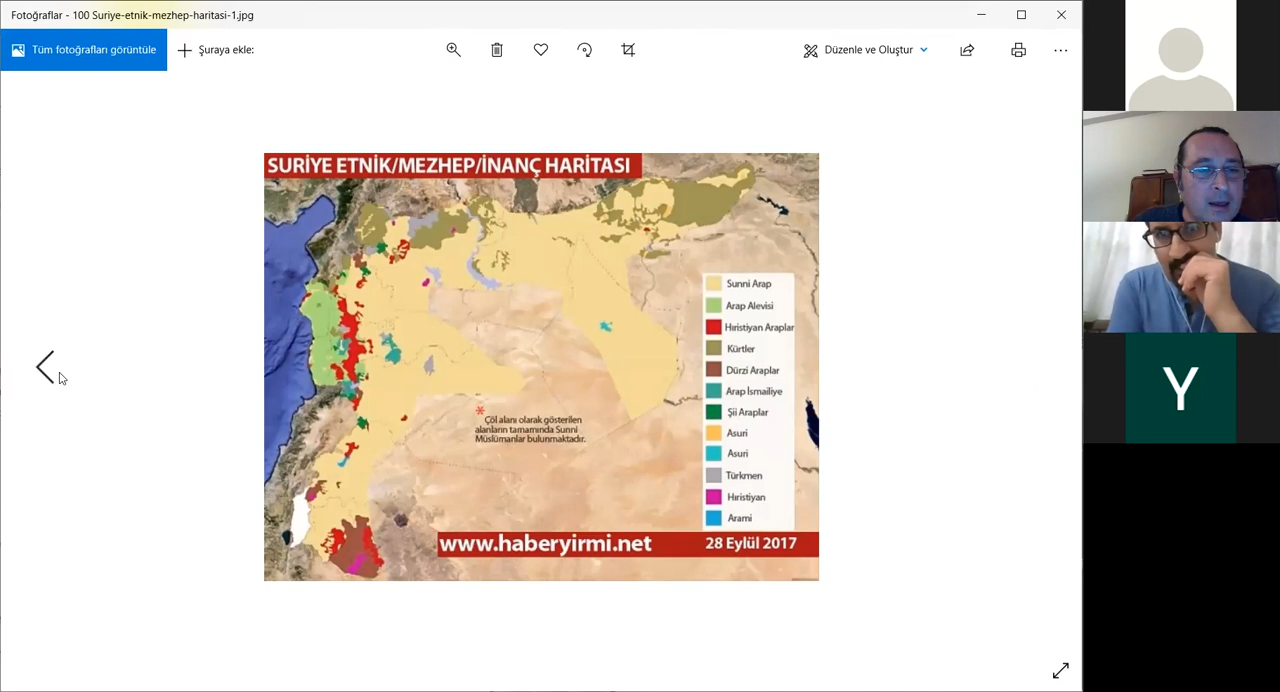 Fotoğraflar - 100 Suriye-etnik-mezhep-haritasi-1.jpg
Tüm fotoğrafları görüntüle
Şuraya ekle:
Düzenle ve Oluştur
SURİYE ETNİK/MEZHEP/İNANÇ HARİTASI
Sunni Arap
Arap Alevisi
Hıristiyan Araplar
Kürtler
Dürzi Araplar
Arap İsmailiye
Şii Araplar
Asuri
Asuri
Türkmen
Hıristiyan
Arami
* Çöl alanı olarak gösterilen
alanların tamamında Sunni
Müslümanlar bulunmaktadır.
www.haberyirmi.net
28 Eylül 2017
Y